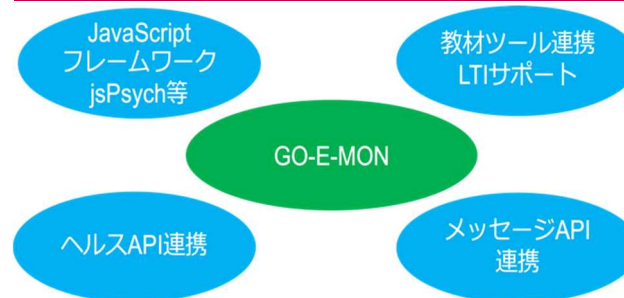 JavaScript
フレームワーク
jsPsych等
教材ツール連携
LTIサポート
GO-E-MON
ヘルスAPI連携
メッセージAPI
連携